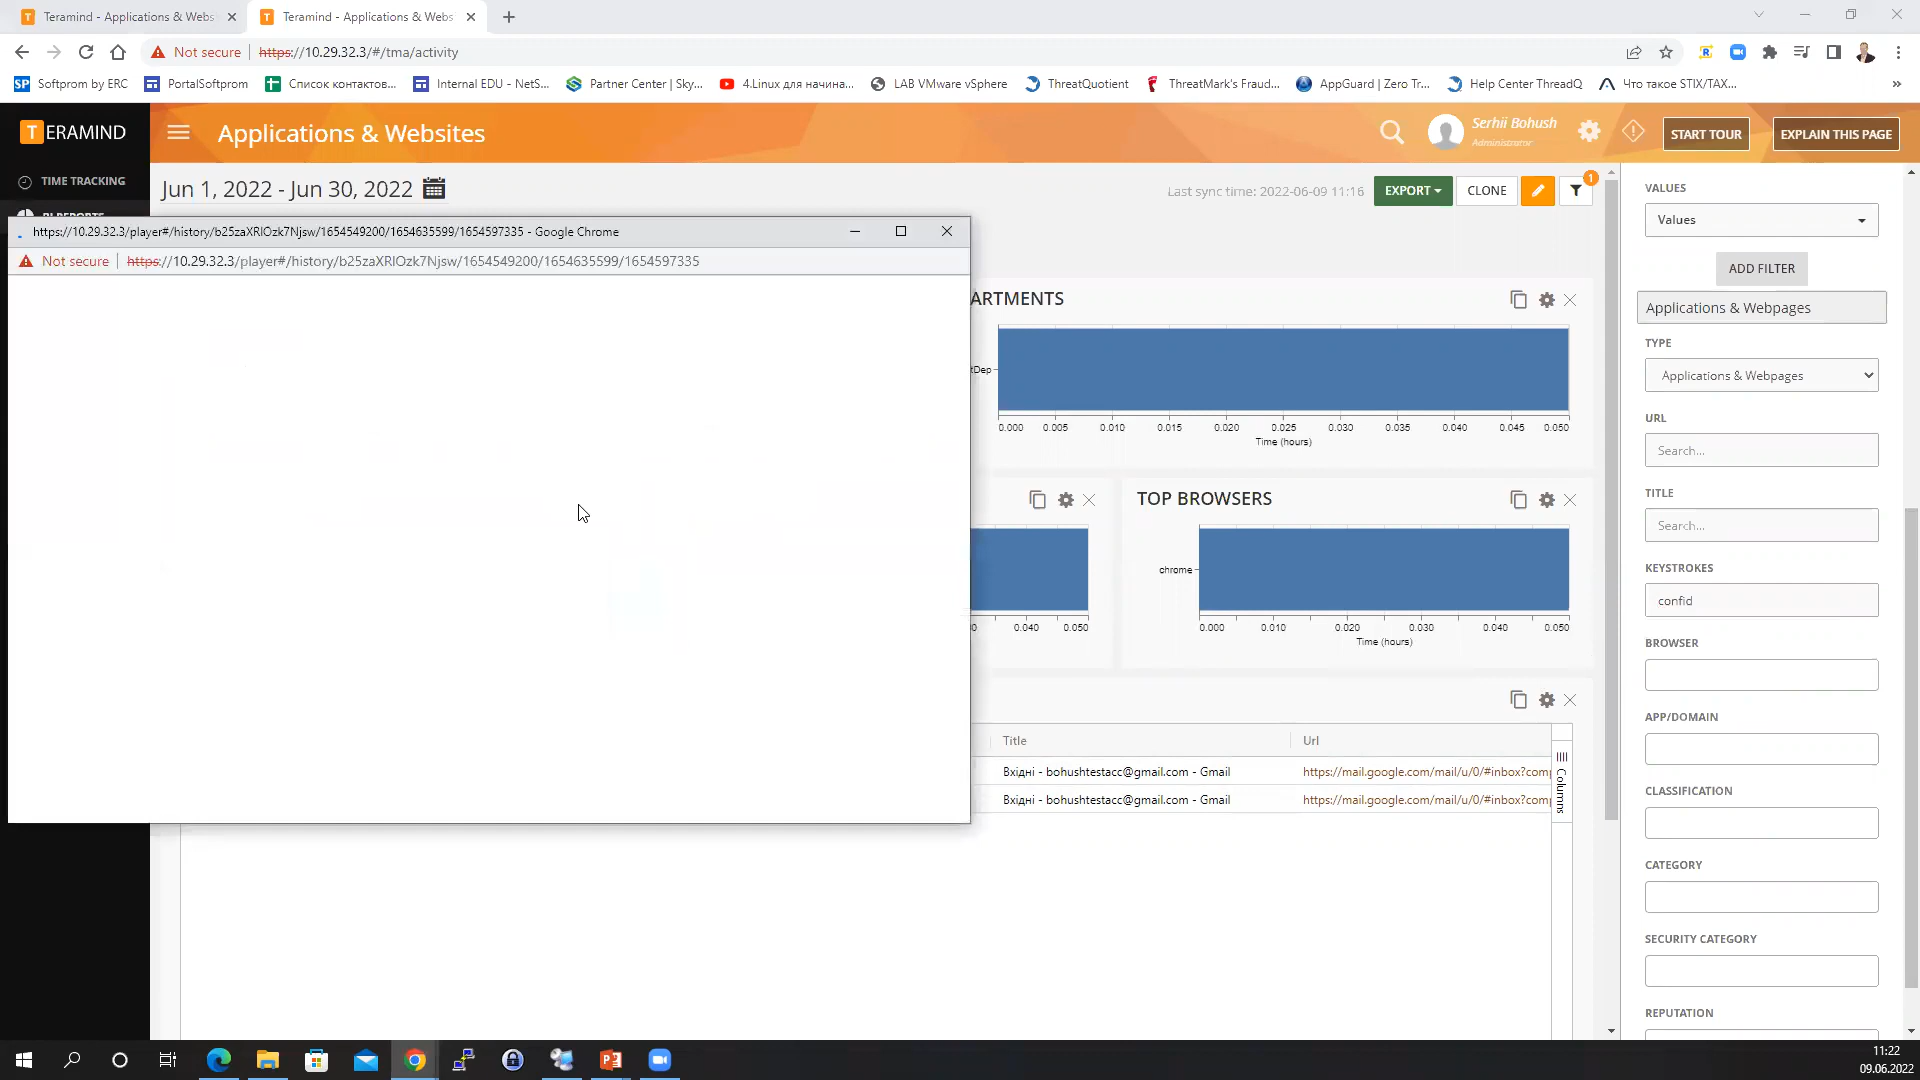 Teramind - Applications & Webs
Teramind - Applications & Webs
Not secure
https://10.29.32.3/#/tma/activity
Softprom by ERC
PortalSoftprom
Список контактов...
Internal EDU - NetS...
Partner Center | Sky...
4.Linux для начина...
LAB VMware vSphere
ThreatQuotient
ThreatMark's Fraud...
AppGuard | Zero Tr...
Help Center ThreadQ
Что такое STIX/TAX...
TERAMIND
Applications & Websites
Serhii Bohush
Administrator
START TOUR
EXPLAIN THIS PAGE
TIME TRACKING
BI REPORTS
Jun 1, 2022 - Jun 30, 2022
Last sync time: 2022-06-09 11:16
EXPORT
CLONE
1
https://10.29.32.3/player#/history/b25zaXRlOzk7Njsw/1654549200/1654635599/1654597335 - Google Chrome
Not secure
https://10.29.32.3/player#/history/b25zaXRlOzk7Njsw/1654549200/1654635599/1654597335
ARTMENTS
tDep
0.000 0.005 0.010 0.015 0.020 0.025 0.030 0.035 0.040 0.045 0.050
Time (hours)
0.040 0.050
TOP BROWSERS
chrome
0.000 0.010 0.020 0.030 0.040 0.050
Time (hours)
Title
Url
Вхідні - bohushtestacc@gmail.com - Gmail
https://mail.google.com/mail/u/0/#inbox?comp
Вхідні - bohushtestacc@gmail.com - Gmail
https://mail.google.com/mail/u/0/#inbox?comp
Columns
VALUES
Values
ADD FILTER
Applications & Webpages
TYPE
Applications & Webpages
URL
Search...
TITLE
Search...
KEYSTROKES
confid
BROWSER
APP/DOMAIN
CLASSIFICATION
CATEGORY
SECURITY CATEGORY
REPUTATION
11:22
09.06.2022